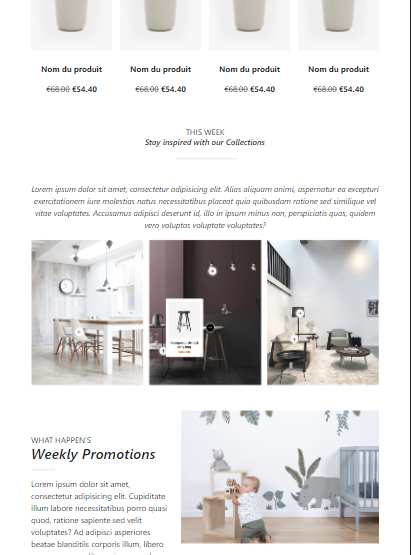 Nom du produit Nom du produit Nom du produit Nom du produit
€68.00 €54.40 €68.00 €54.40 €68.00 €54.40 €68.00 €54.40
THIS WEEK
Stay inspired with our Collections
Lorem ipsum dolor sit amet, consectetur adipisicing elit. Alias aliquam animi, aspernatur ea excepturi
exercitationem iure molestias natus necessitatibus placeat quia quibusdam ratione sed similique vel
vitae voluptates. Accusamus adipisci deserunt id, illo in ipsum minus non, perspiciatis quas, quidem
vero voluptas voluptate voluptates?
WHAT HAPPEN'S
Weekly Promotions
Lorem ipsum dolor sit amet,
consectetur adipisicing elit. Cupiditate
illum labore necessitatibus porro quasi
quod, ratione sapiente sed velit
voluptates? Ad adipisci asperiores
beatae blanditiis corporis illum, libero